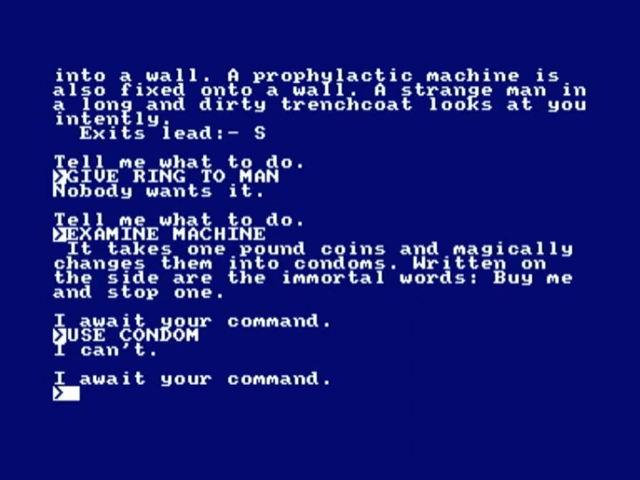 into a wall. A prophylactic machine is
also fixed onto a wall. A strange man in
a long and dirty trenchcoat looks at you
intently.
Exits lead:- S
Tell me what to do.
>GIVE RING TO MAN
Nobody wants it.
Tell me what to do.
>EXAMINE MACHINE
It takes one pound coins and magically
changes them into condoms. Written on
the side are the immortal words: Buy me
and stop one.
I await your command.
>USE CONDOM
I can't.
I await your command.
>